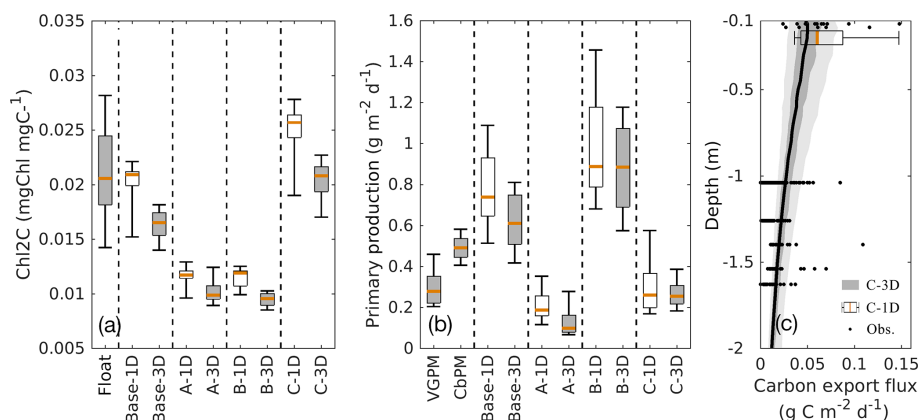 0.035
0.03
0.025
0.02
0.015
0.01
0.005
Chl2C (mgChl mgC-¹)
(a)
Float
Base-1D
Base-3D
A-1D
A-3D
B-1D
B-3D
C-1D
C-3D
1.6
1.4
1.2
1
0.8
0.6
0.4
0.2
0
Primary production (g m⁻² d⁻¹)
(b)
VGPM
CbPM
Base-1D
Base-3D
A-1D
A-3D
B-1D
B-3D
C-1D
C-3D
-0.1
-0.5
-1
-1.5
-2
Depth (m)
C-3D
C-1D
Obs.
(c)
0
0.05
0.1
0.15
Carbon export flux
(g C m⁻² d⁻¹)